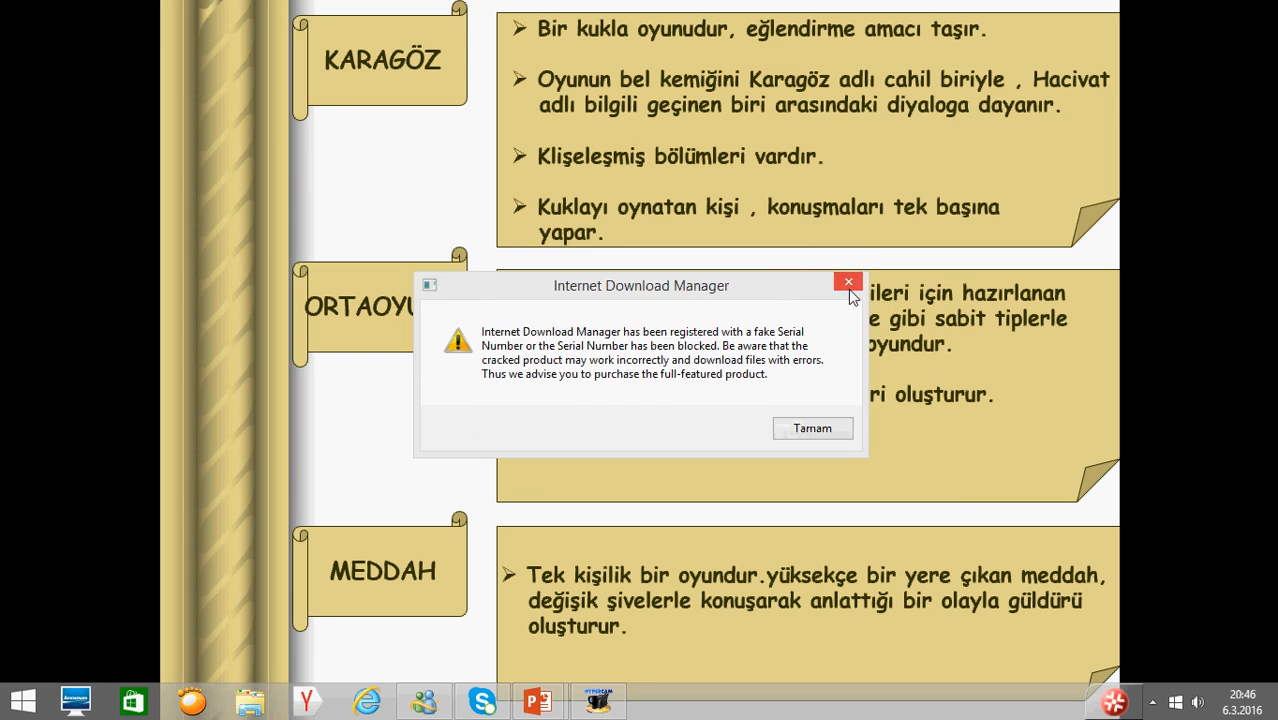 KARAGÖZ
Bir kukla oyunudur, eğlendirme amacı taşır.
Oyunun bel kemiğini Karagöz adlı cahil biriyle , Hacivat
adlı bilgili geçinen biri arasındaki diyaloga dayanır.
Klişeleşmiş bölümleri vardır.
Kuklayı oynatan kişi , konuşmaları tek başına
yapar.
ORTAOYU
ileri için hazırlanan
e gibi sabit tiplerle
oyundur.
ri oluşturur.
Internet Download Manager
Internet Download Manager has been registered with a fake Serial
Number or the Serial Number has been blocked. Be aware that the
cracked product may work incorrectly and download files with errors.
Thus we advise you to purchase the full-featured product.
Tamam
MEDDAH
Tek kişilik bir oyundur.yüksekçe bir yere çıkan meddah,
değişik şivelerle konuşarak anlattığı bir olayla güldürü
oluşturur.
HYPERCAM
20:46
6.3.2016